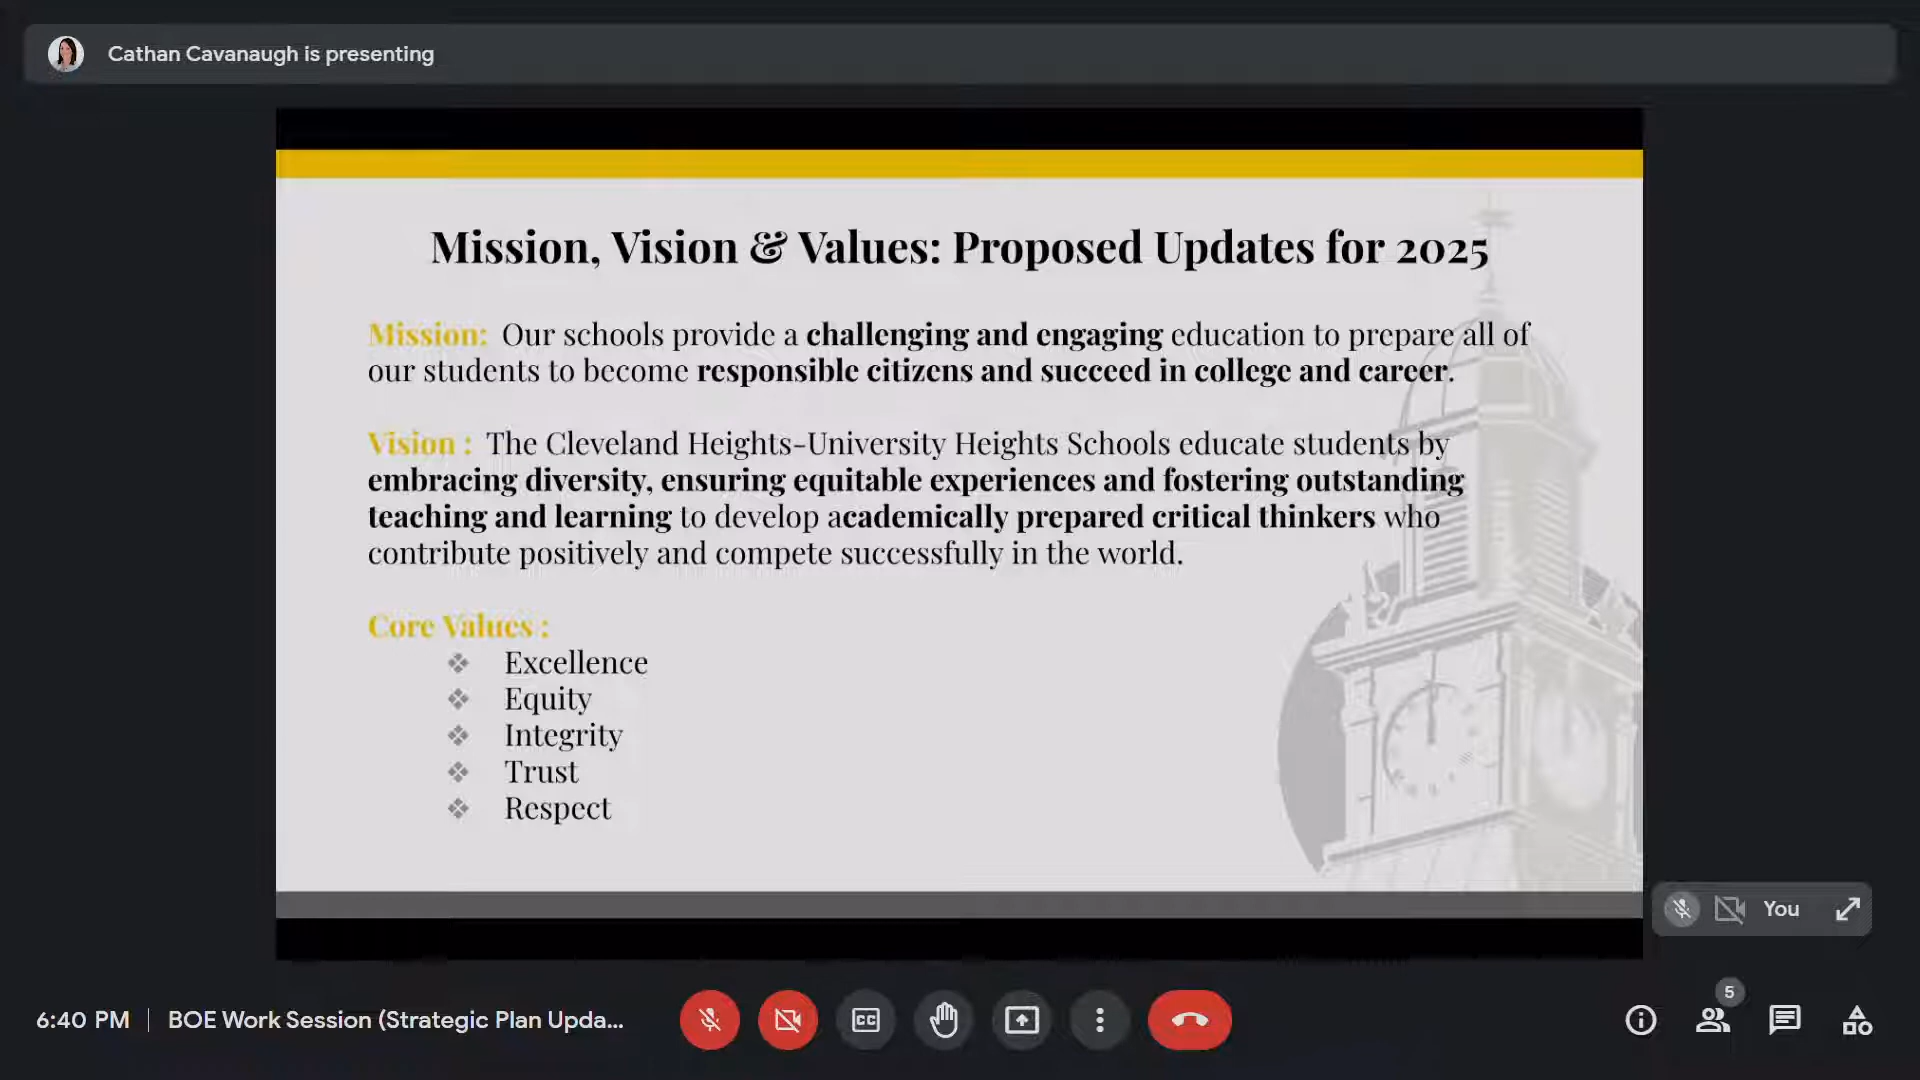 Cathan Cavanaugh is presenting
Mission, Vision & Values: Proposed Updates for 2025
Mission: Our schools provide a challenging and engaging education to prepare all of
our students to become responsible citizens and succeed in college and career.
Vision : The Cleveland Heights-University Heights Schools educate students by
embracing diversity, ensuring equitable experiences and fostering outstanding
teaching and learning to develop academically prepared critical thinkers who
contribute positively and compete successfully in the world.
Core Values :
❖ Excellence
❖ Equity
❖ Integrity
❖ Trust
❖ Respect
You
5
6:40 PM | BOE Work Session (Strategic Plan Upda...
CC